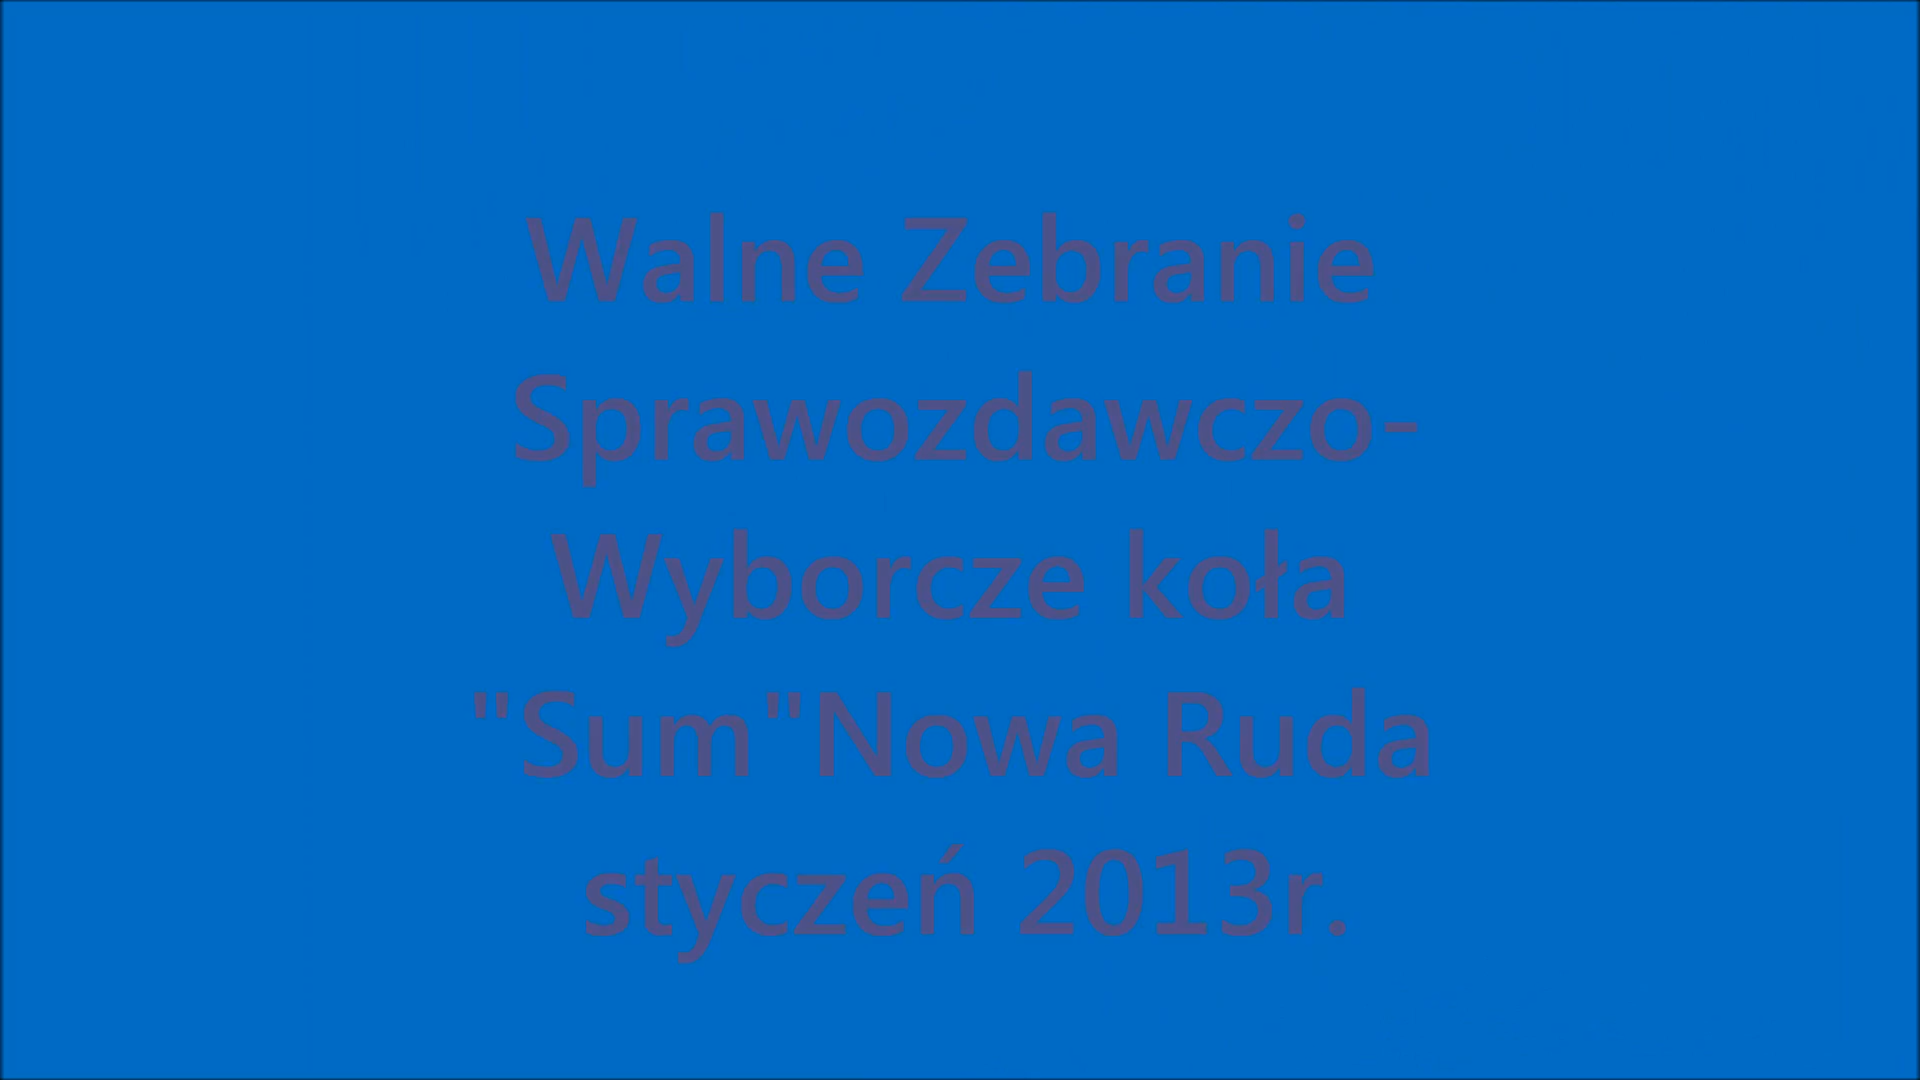 Walne Zebranie
Sprawozdawczo-
Wyborcze koła
"Sum"Nowa Ruda
styczeń 2013r.